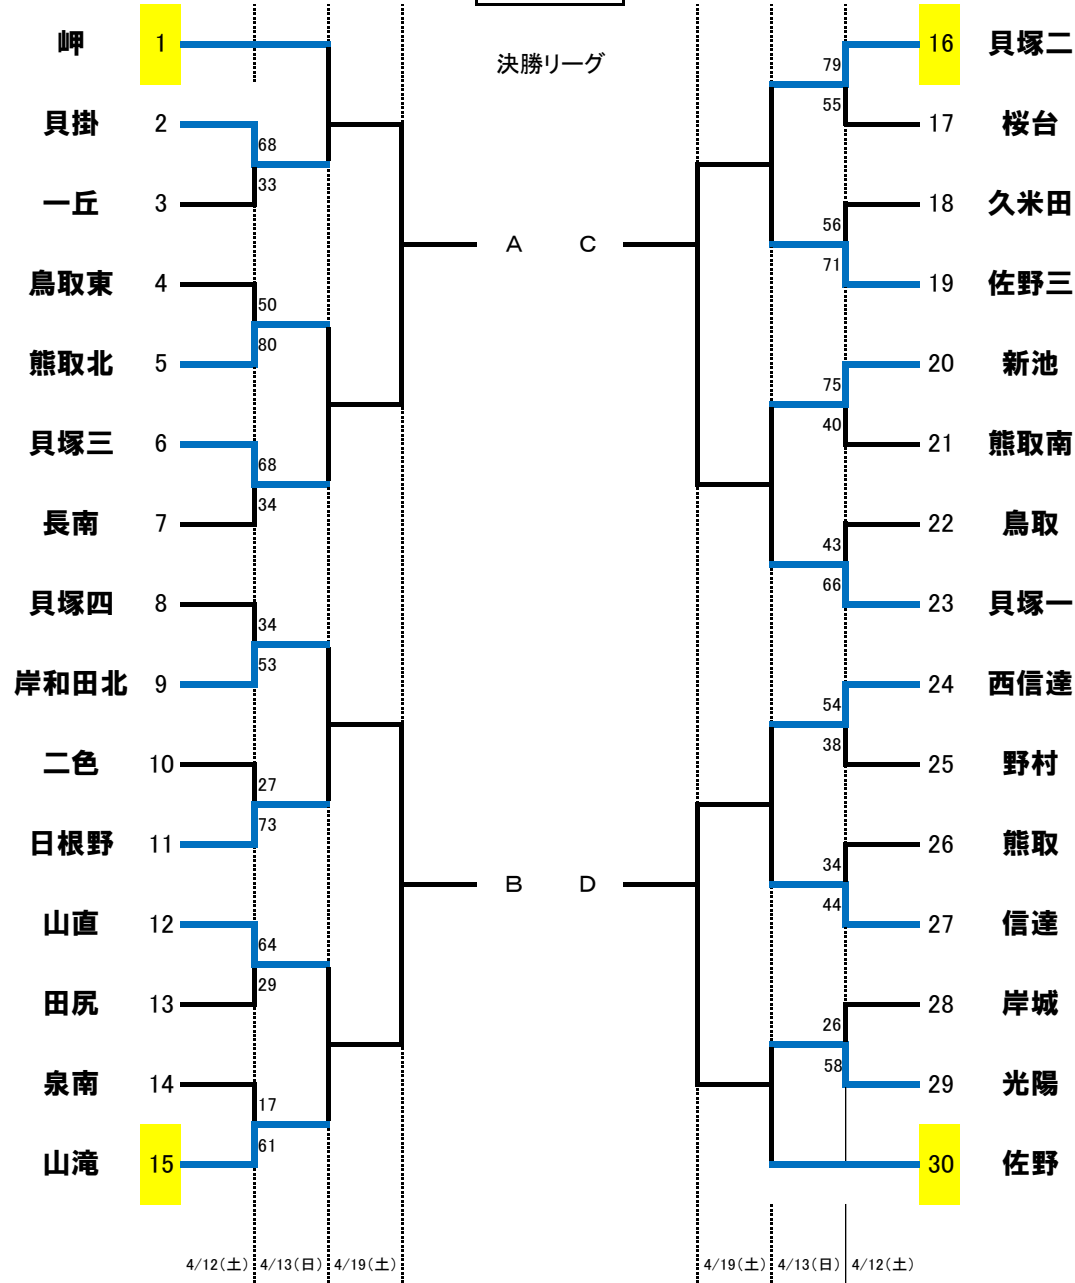 決勝リーグ
岬 1
貝掛 2
68
33
一丘 3
鳥取東 4
50
80
熊取北 5
貝塚三 6
68
34
長南 7
貝塚四 8
34
53
岸和田北 9
二色 10
27
73
日根野 11
山直 12
64
29
田尻 13
泉南 14
17
61
山滝 15
A C
B D
16 貝塚二
79
55
17 桜台
18 久米田
56
71
19 佐野三
20 新池
75
40
21 熊取南
22 鳥取
43
66
23 貝塚一
24 西信達
54
38
25 野村
26 熊取
34
44
27 信達
28 岸城
26
58
29 光陽
30 佐野
4/12(土) 4/13(日) 4/19(土) 4/19(土) 4/13(日) 4/12(土)